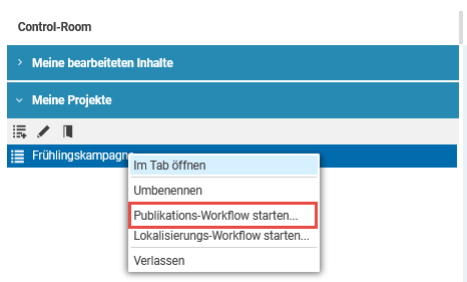 Control-Room
Meine bearbeiteten Inhalte
Meine Projekte
Frühlingskampagne
Im Tab öffnen
Umbenennen
Publikations-Workflow starten...
Lokalisierungs-Workflow starten...
Verlassen